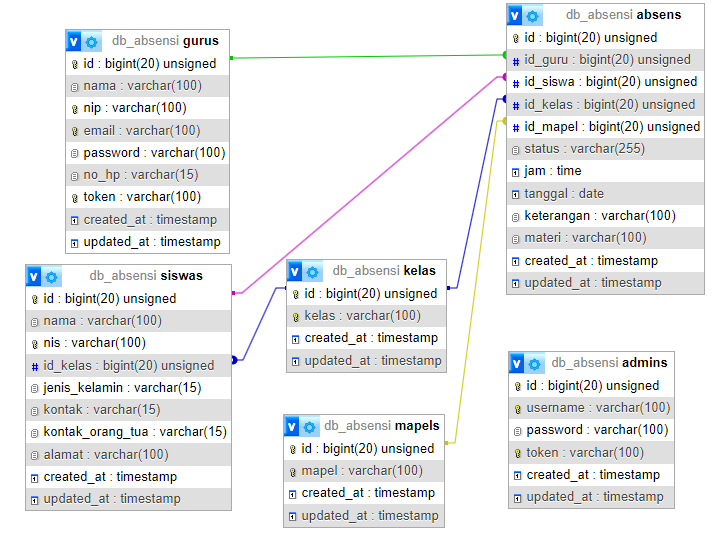 db_absensi gurus
id : bigint(20) unsigned
nama : varchar(100)
nip : varchar(100)
email : varchar(100)
password : varchar(100)
no_hp : varchar(15)
token : varchar(100)
created_at : timestamp
updated_at : timestamp
db_absensi absens
id : bigint(20) unsigned
id_guru : bigint(20) unsigned
id_siswa : bigint(20) unsigned
id_kelas : bigint(20) unsigned
id_mapel : bigint(20) unsigned
status : varchar(255)
jam : time
tanggal : date
keterangan : varchar(100)
materi : varchar(100)
created_at : timestamp
updated_at : timestamp
db_absensi siswas
id : bigint(20) unsigned
nama : varchar(100)
nis : varchar(100)
id_kelas : bigint(20) unsigned
jenis_kelamin : varchar(15)
kontak : varchar(15)
kontak_orang_tua : varchar(15)
alamat : varchar(100)
created_at : timestamp
updated_at : timestamp
db_absensi kelas
id : bigint(20) unsigned
kelas : varchar(100)
created_at : timestamp
updated_at : timestamp
db_absensi mapels
id : bigint(20) unsigned
mapel : varchar(100)
created_at : timestamp
updated_at : timestamp
db_absensi admins
id : bigint(20) unsigned
username : varchar(100)
password : varchar(100)
token : varchar(100)
created_at : timestamp
updated_at : timestamp